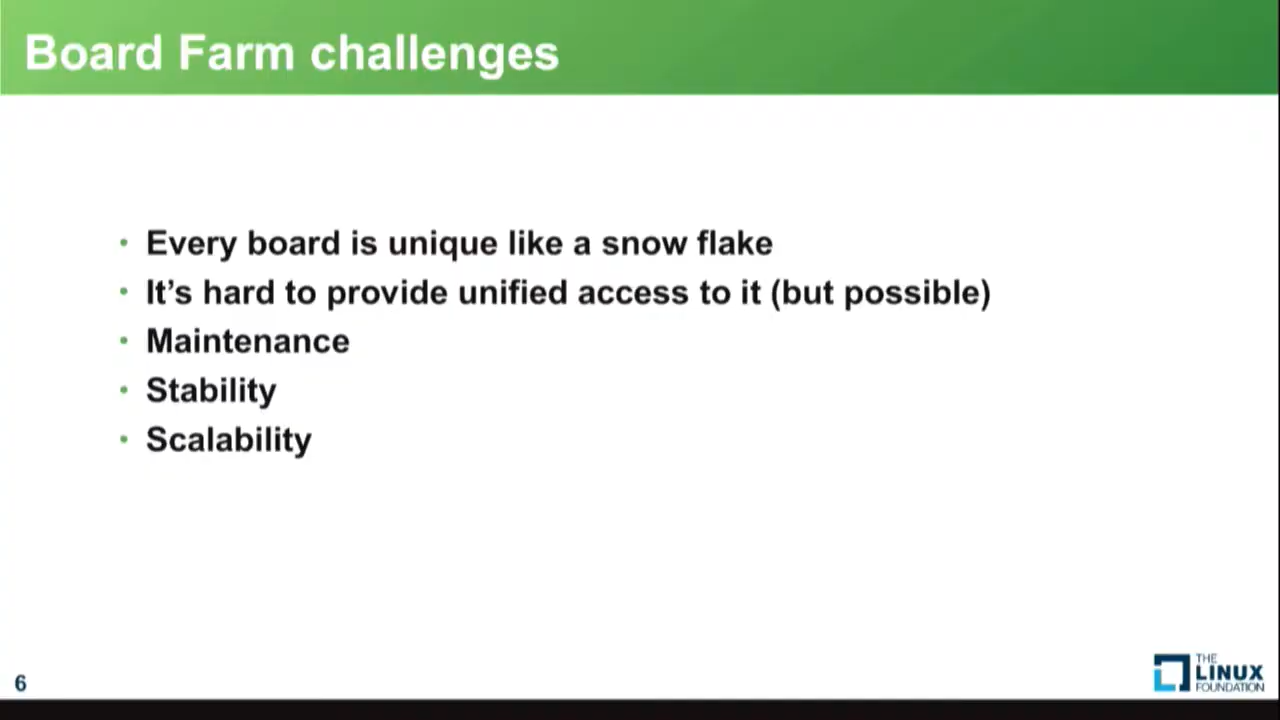 Board Farm challenges
• Every board is unique like a snow flake
• It’s hard to provide unified access to it (but possible)
• Maintenance
• Stability
• Scalability
6
THE
LINUX
FOUNDATION